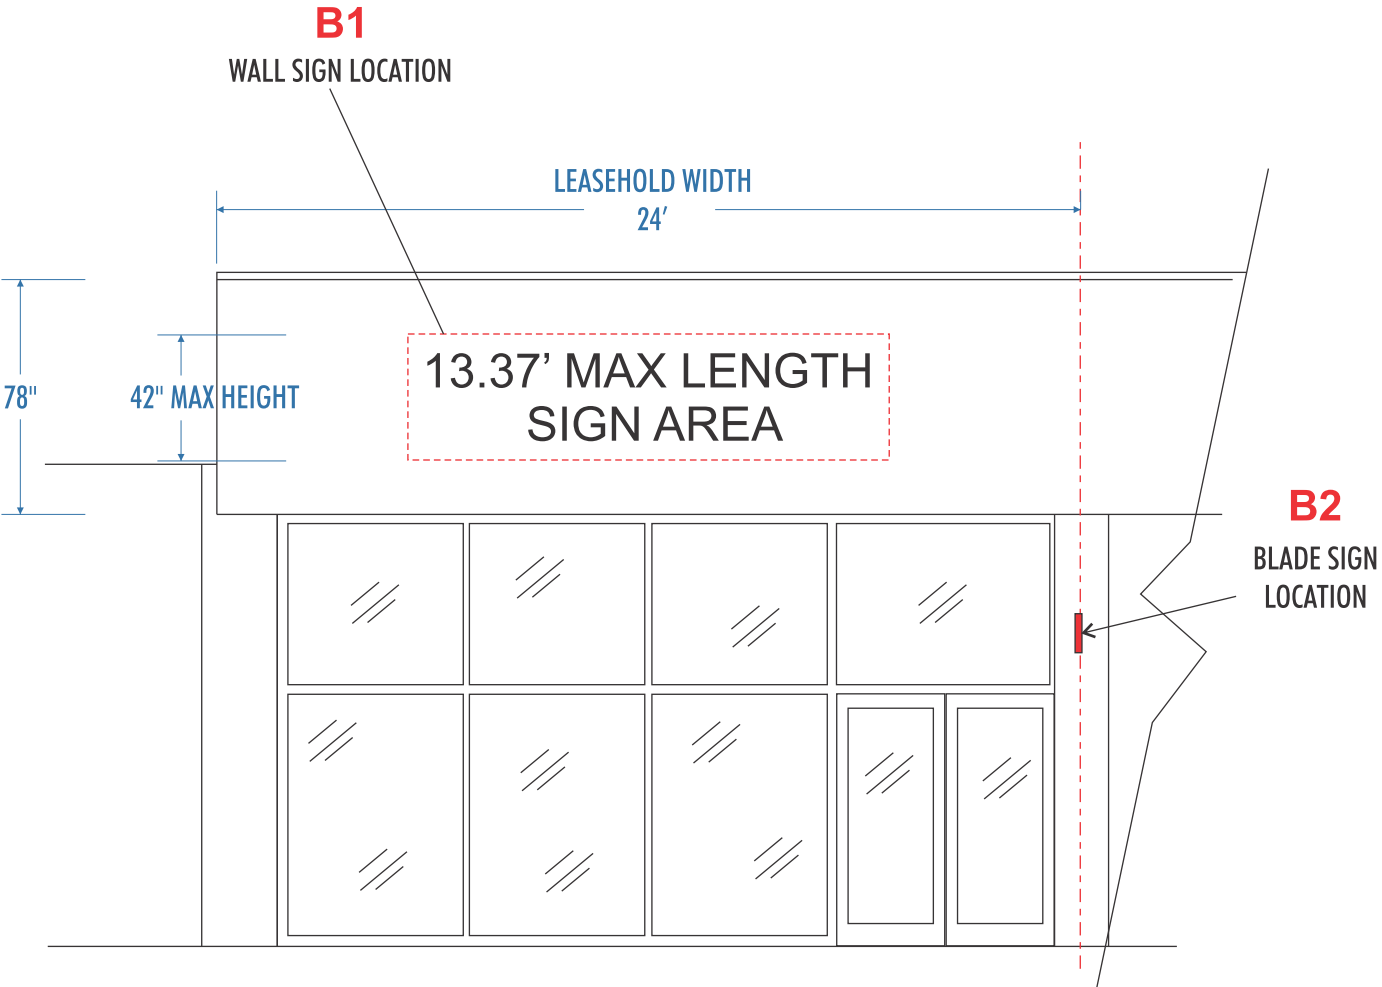 B1
WALL SIGN LOCATION
LEASEHOLD WIDTH
24’
13.37’ MAX LENGTH
SIGN AREA
78"
42" MAX HEIGHT
B2
BLADE SIGN
LOCATION